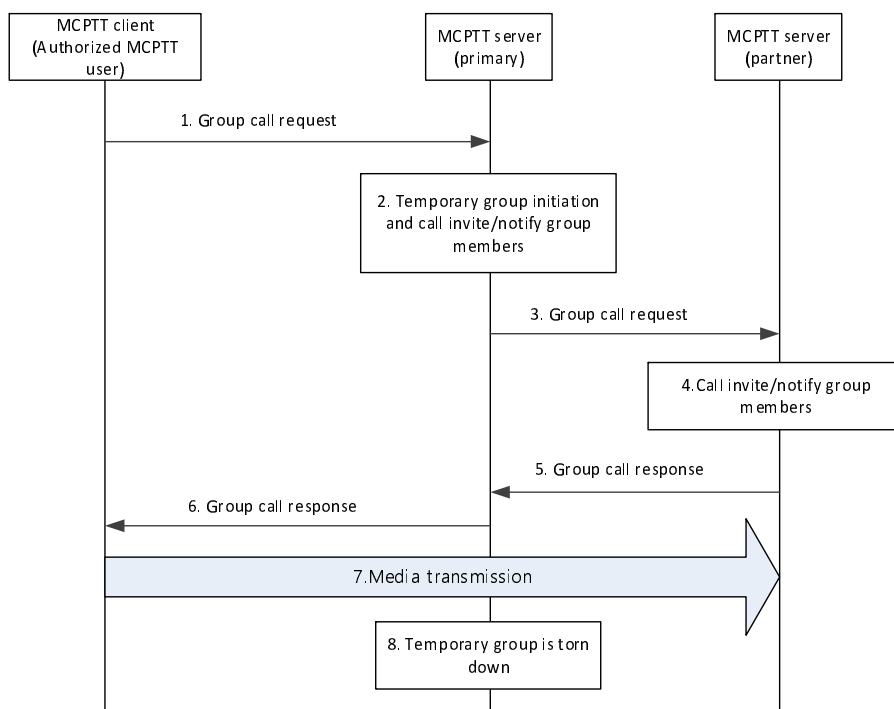 MCPTT client
(Authorized MCPTT
user)
MCPTT server
(primary)
MCPTT server
(partner)
1. Group call request
2. Temporary group initiation
and call invite/notify group
members
3. Group call request
4.Call invite/notify group
members
5. Group call response
6. Group call response
7.Media transmission
8. Temporary group is torn
down